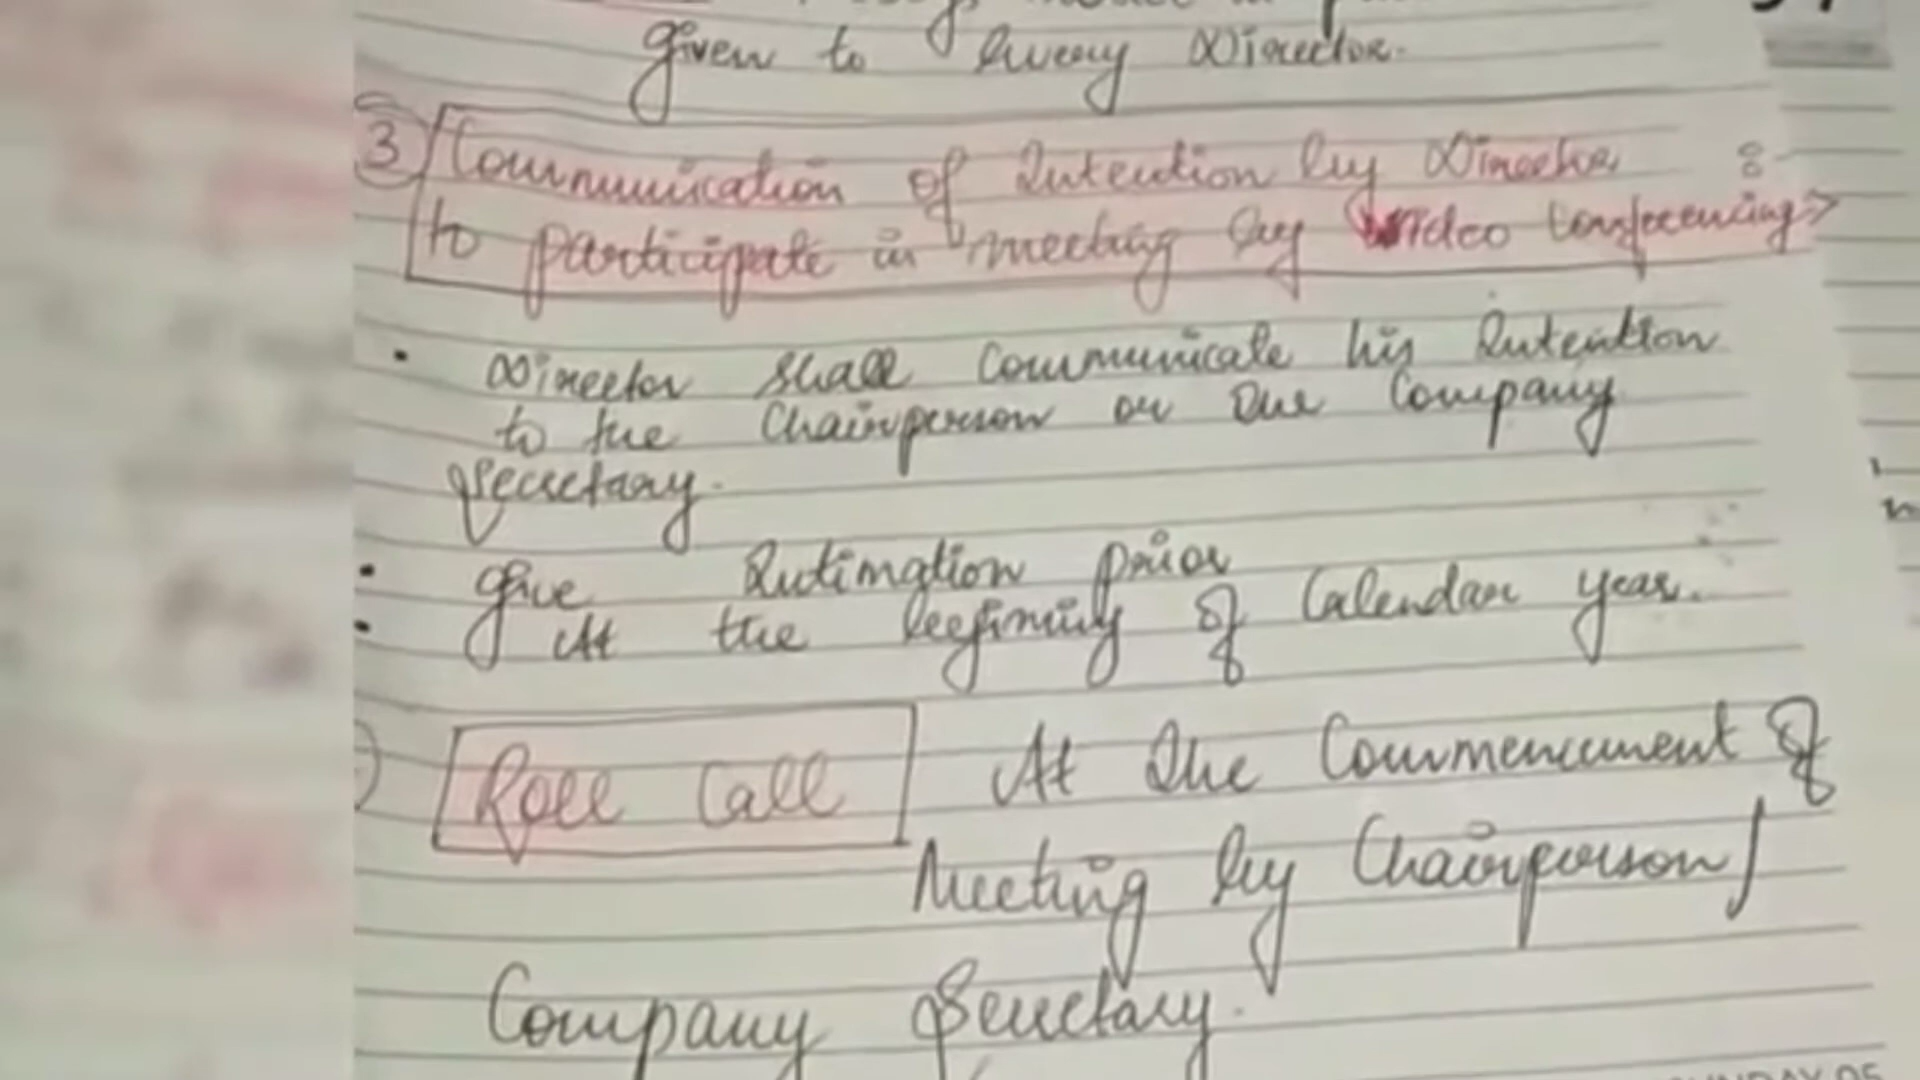 given to every Director.
3 Communication of Intention by Director :-
to participate in meeting by Video Conferencing >
• Director shall communicate his Intention
to the Chairperson or the Company
Secretary.
• give Intimation prior
• At the beginning of Calendar year.
Roll Call At the Commencement of
Meeting by Chairperson /
Company Secretary.